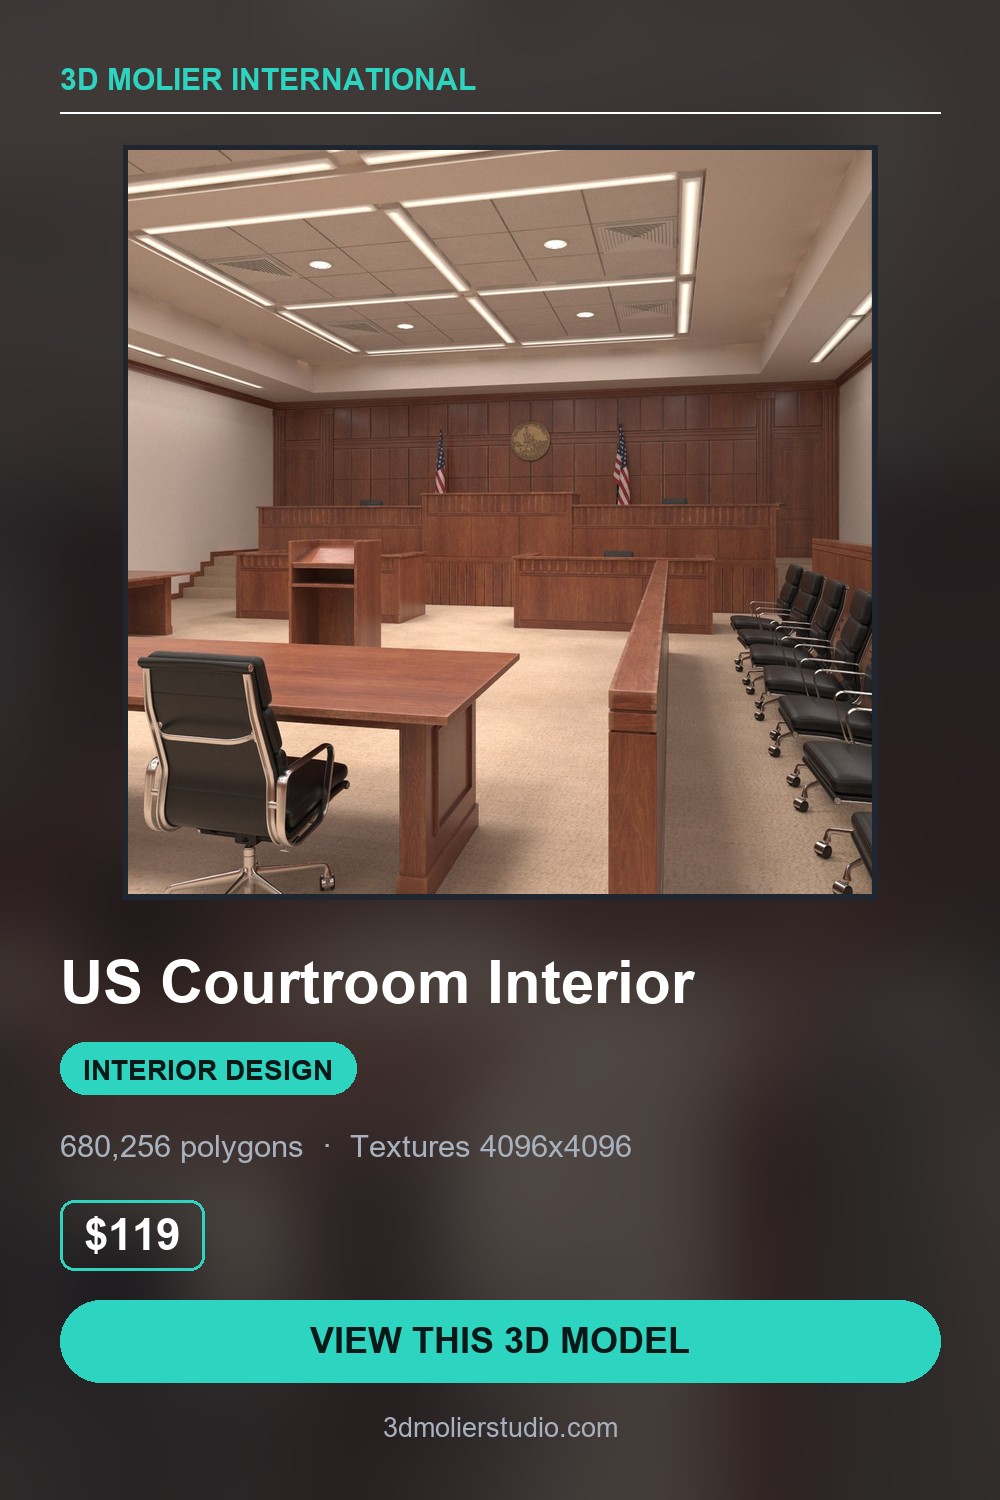 3D MOLIER INTERNATIONAL
US Courtroom Interior
INTERIOR DESIGN
680,256 polygons · Textures 4096x4096
$119
VIEW THIS 3D MODEL
3dmolierstudio.com